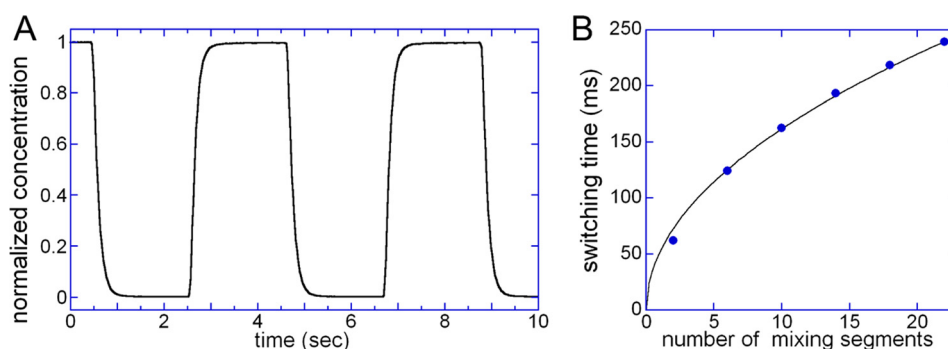 A
normalized concentration
1
0.8
0.6
0.4
0.2
0
0 2 4 6 8 10
time (sec)
B
switching time (ms)
250
200
150
100
50
0
0 5 10 15 20
number of mixing segments